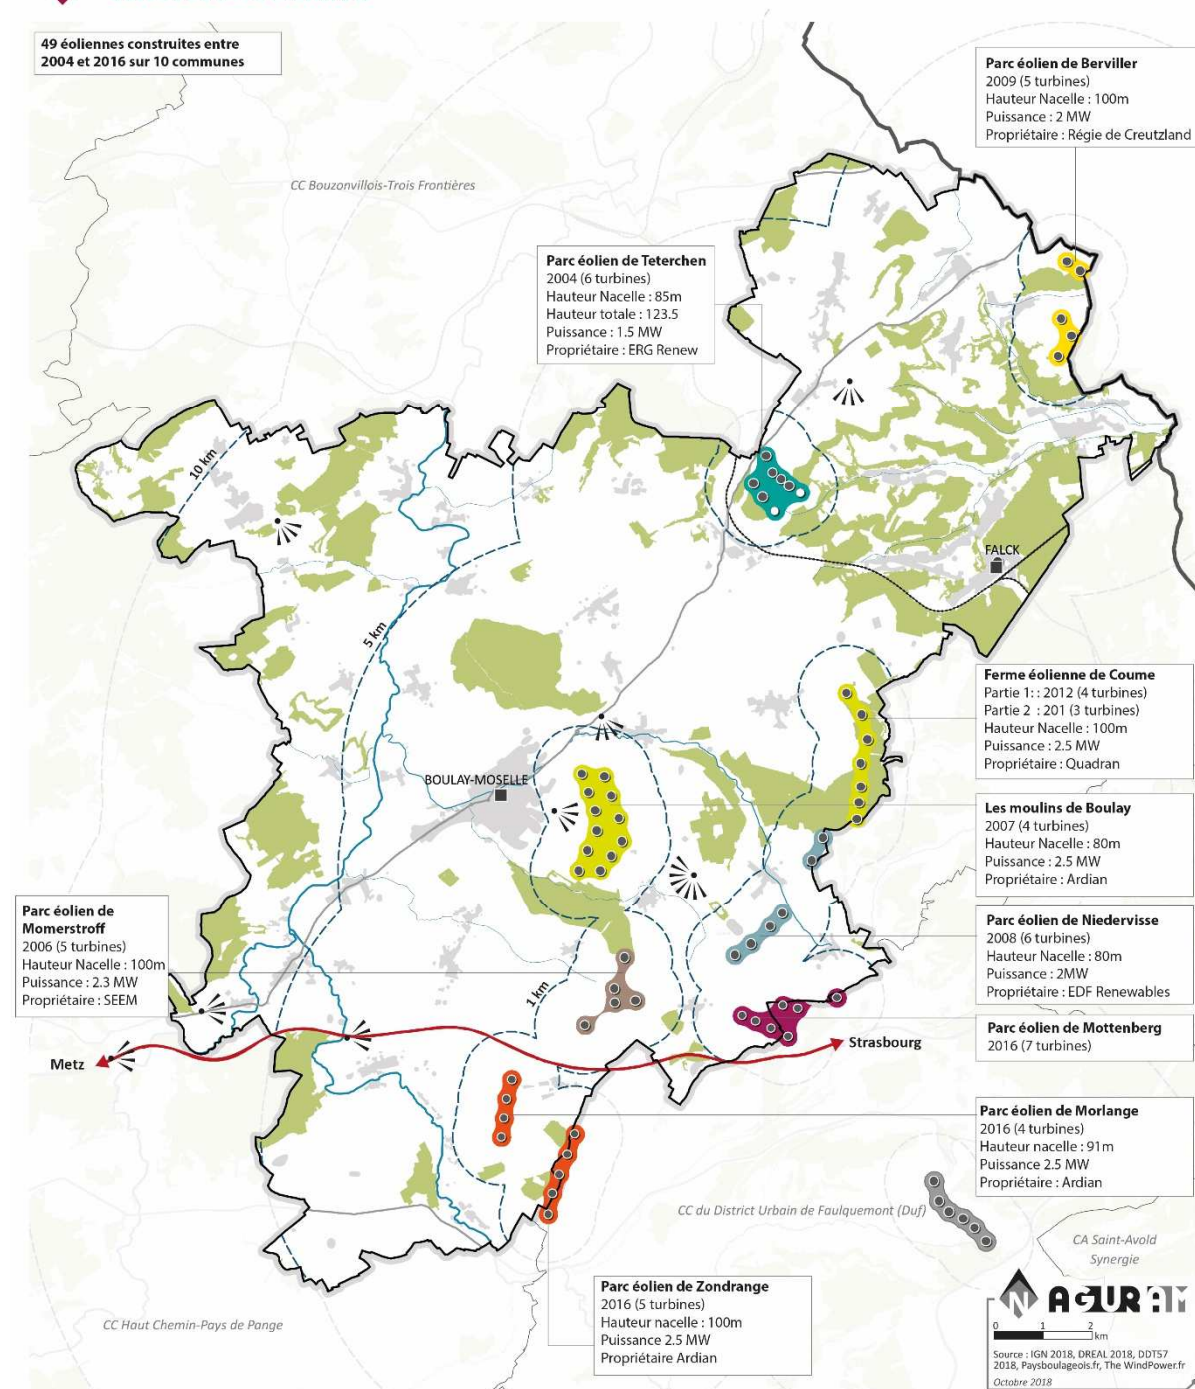 49 éoliennes construites entre
2004 et 2016 sur 10 communes
Parc éolien de Berviller
2009 (5 turbines)
Hauteur Nacelle : 100m
Puissance : 2 MW
Propriétaire : Régie de Creutzland
CC Bouzonvillois-Trois Frontières
Parc éolien de Teterchen
2004 (6 turbines)
Hauteur Nacelle : 85m
Hauteur totale : 123.5
Puissance : 1.5 MW
Propriétaire : ERG Renew
10 km
FALCK
5 km
Ferme éolienne de Coume
Partie 1: : 2012 (4 turbines)
Partie 2 : 201 (3 turbines)
Hauteur Nacelle : 100m
Puissance : 2.5 MW
Propriétaire : Quadran
BOULAY-MOSELLE
Les moulins de Boulay
2007 (4 turbines)
Hauteur Nacelle : 80m
Puissance : 2.5 MW
Propriétaire : Ardian
Parc éolien de
Momerstroff
2006 (5 turbines)
Hauteur Nacelle : 100m
Puissance : 2.3 MW
Propriétaire : SEEM
Parc éolien de Niedervisse
2008 (6 turbines)
Hauteur Nacelle : 80m
Puissance : 2MW
Propriétaire : EDF Renewables
1 km
Parc éolien de Mottenberg
2016 (7 turbines)
Metz
Strasbourg
Parc éolien de Morlange
2016 (4 turbines)
Hauteur nacelle : 91m
Puissance 2.5 MW
Propriétaire : Ardian
CC du District Urbain de Faulquemont (Duf)
CA Saint-Avold
Synergie
Parc éolien de Zondrange
2016 (5 turbines)
Hauteur nacelle : 100m
Puissance 2.5 MW
Propriétaire Ardian
CC Haut Chemin-Pays de Pange
N AGURAM
0 1 2
km
Source : IGN 2018, DREAL 2018, DDT57
2018, Paysboulageois.fr, The WindPower.fr
Octobre 2018